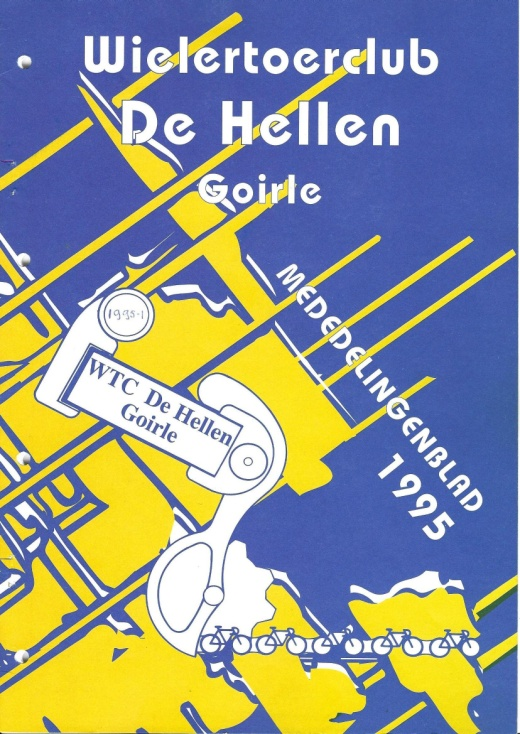 Wielertoerclub
De Hellen
Goirle
MEDEDELINGENBLAD
1995
1995-1
WTC De Hellen
Goirle